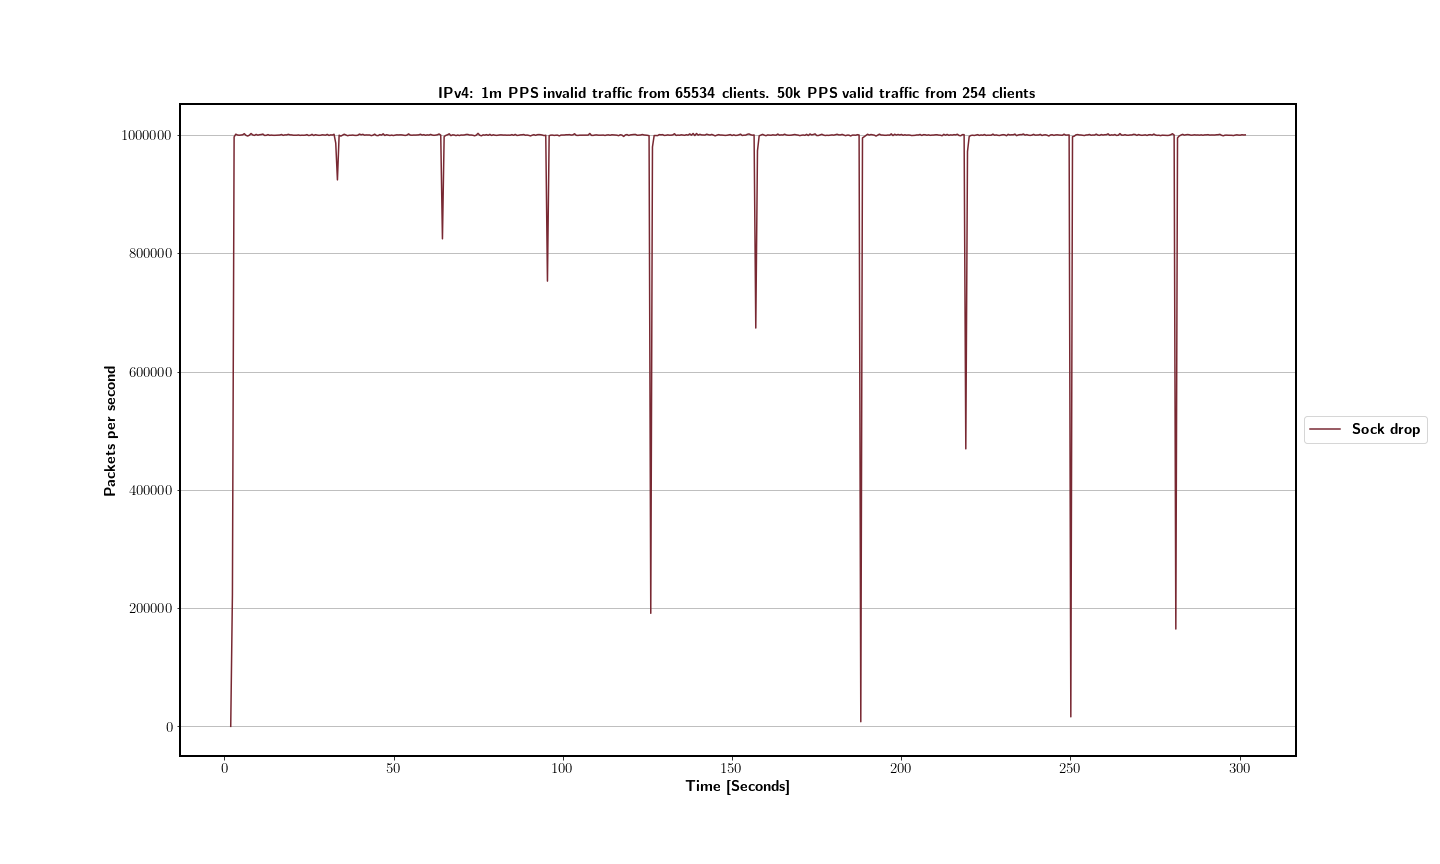 IPv4: 1m PPS invalid traffic from 65534 clients. 50k PPS valid traffic from 254 clients
1000000
800000
600000
400000
200000
0
Packets per second
Sock drop
0 50 100 150 200 250 300
Time [Seconds]